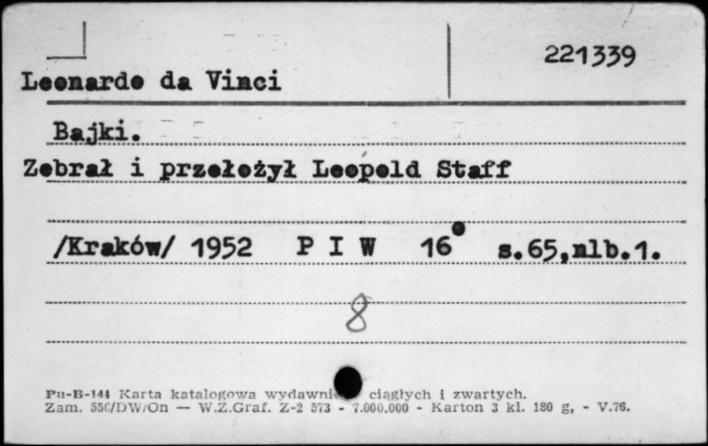 221339
Leonardo da Vinci
Bajki.
Zebrał i przełożył Leopold Staff
/Kraków/ 1952 P I W 16° s.65,nlb.1.
8
Pu-B-144 Karta katalogowa ciągłych i zwartych.
Zam. 55C/DW/On — W.Z.Graf. Z-2 573 - 7.000.000 - Karton 3 kl. 180 g, - V.76.